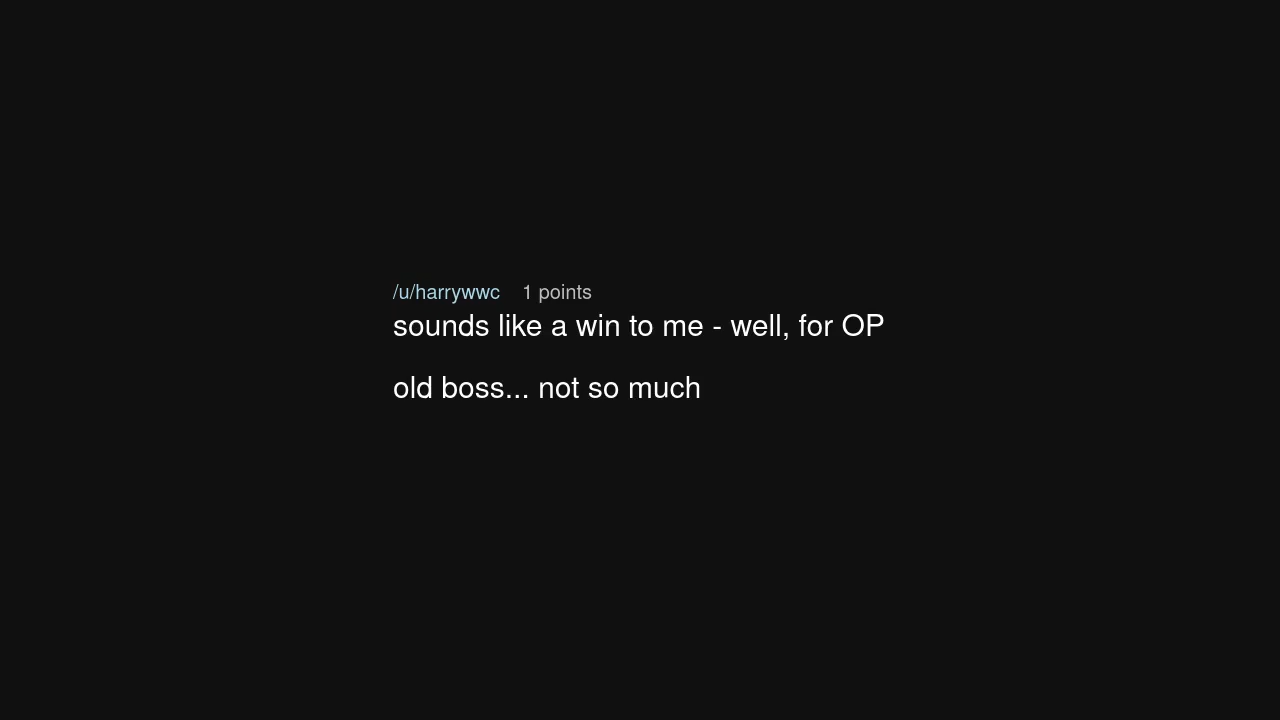 /u/harrywwc 1 points
sounds like a win to me - well, for OP
old boss... not so much